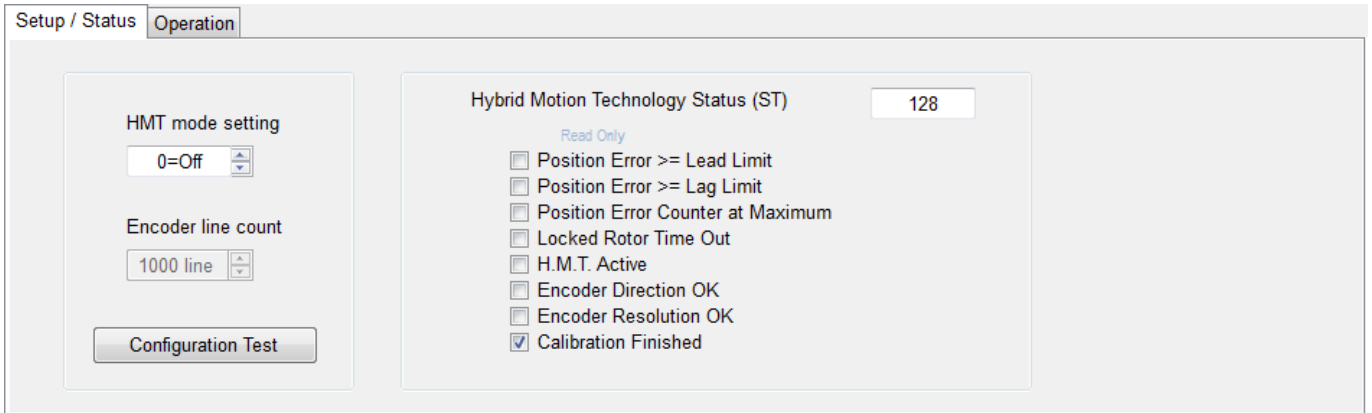 Setup / Status
Operation
HMT mode setting
0=Off
Encoder line count
1000 line
Configuration Test
Hybrid Motion Technology Status (ST)
128
Read Only
Position Error >= Lead Limit
Position Error >= Lag Limit
Position Error Counter at Maximum
Locked Rotor Time Out
H.M.T. Active
Encoder Direction OK
Encoder Resolution OK
Calibration Finished